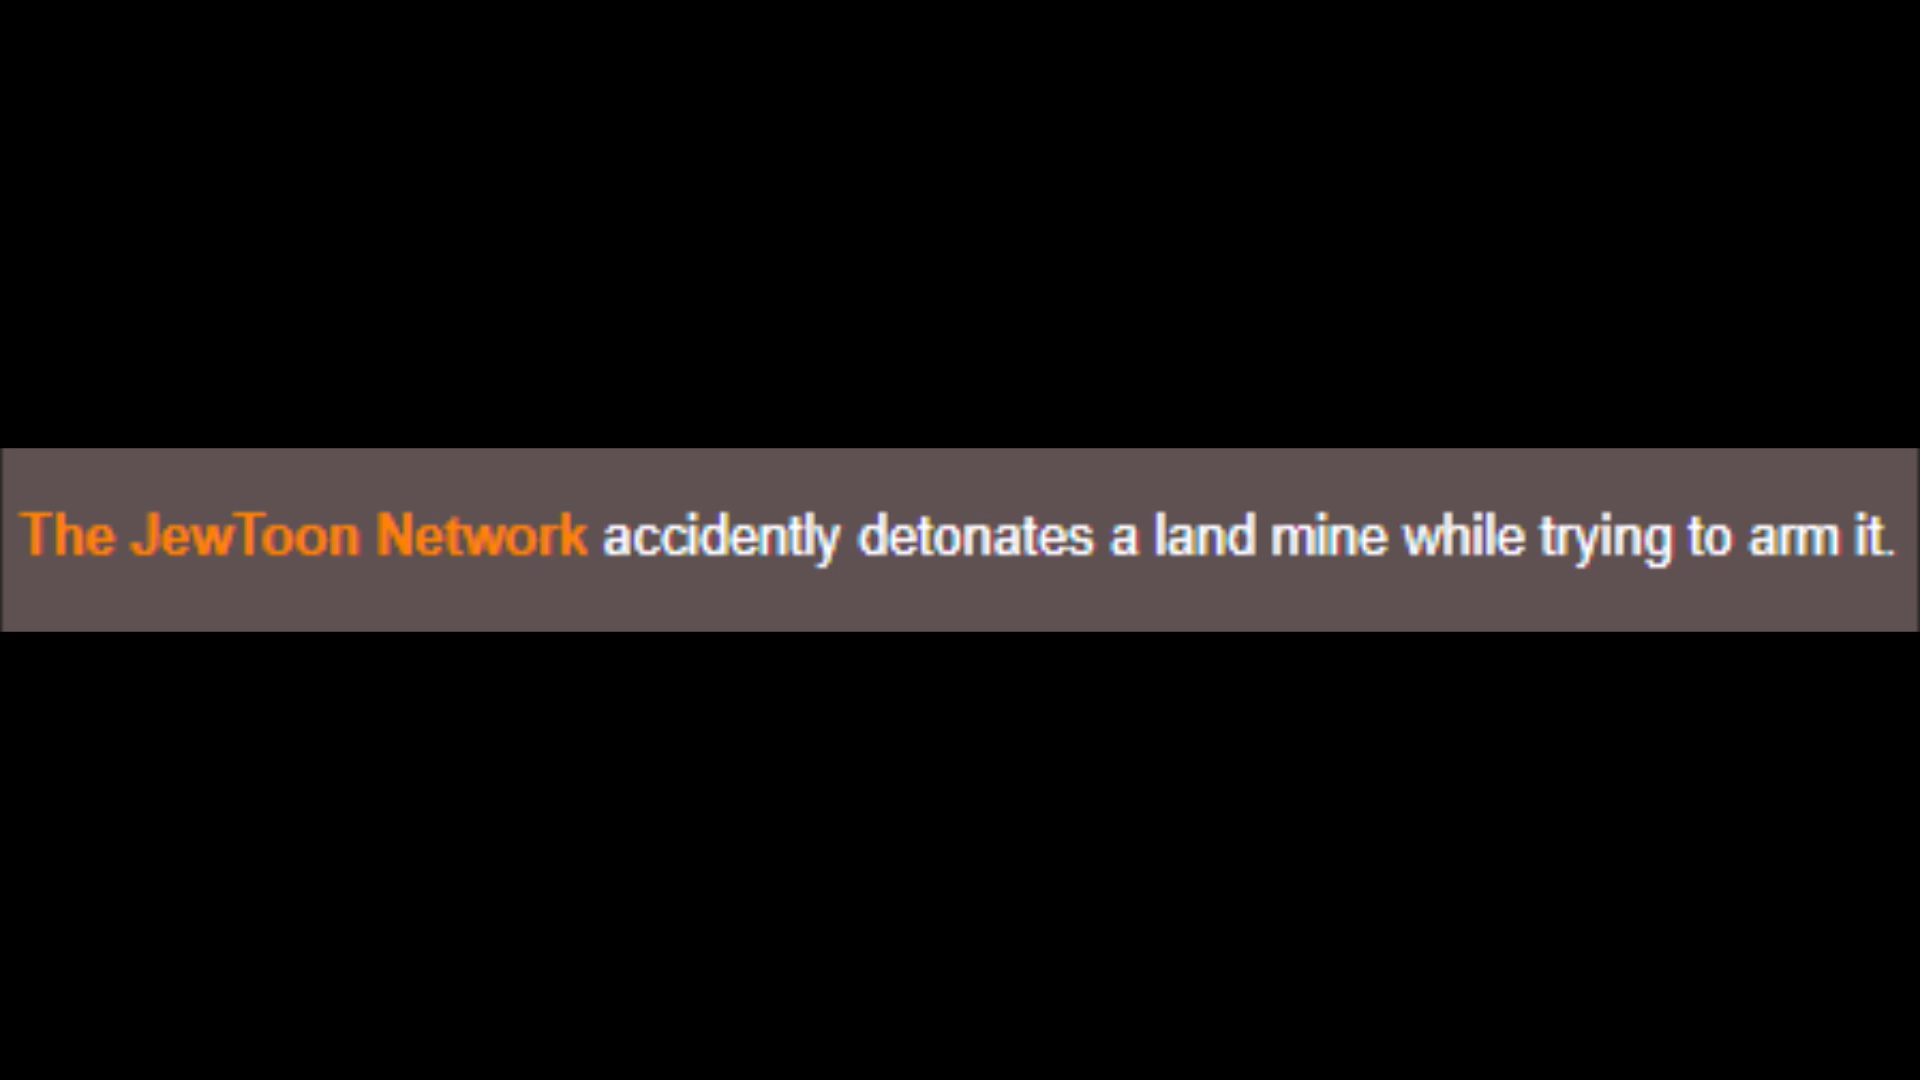 The JewToon Network accidently detonates a land mine while trying to arm it.